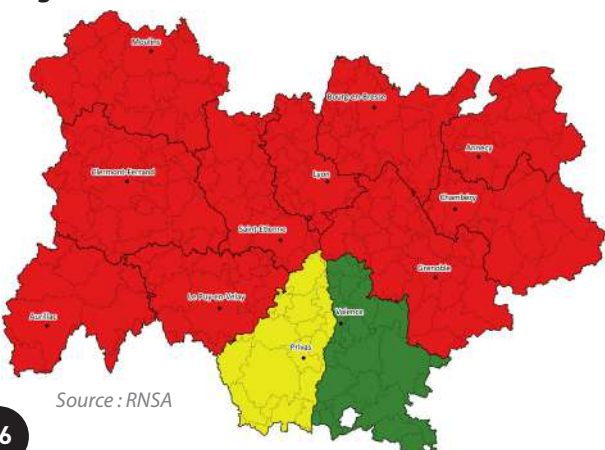 Moulins
Bourg-en-Bresse
Annecy
Clermont-Ferrand
Lyon
Chambéry
Saint-Etienne
Grenoble
Le Puy-en-Velay
Aurillac
Valence
Privas
Source : RNSA
6